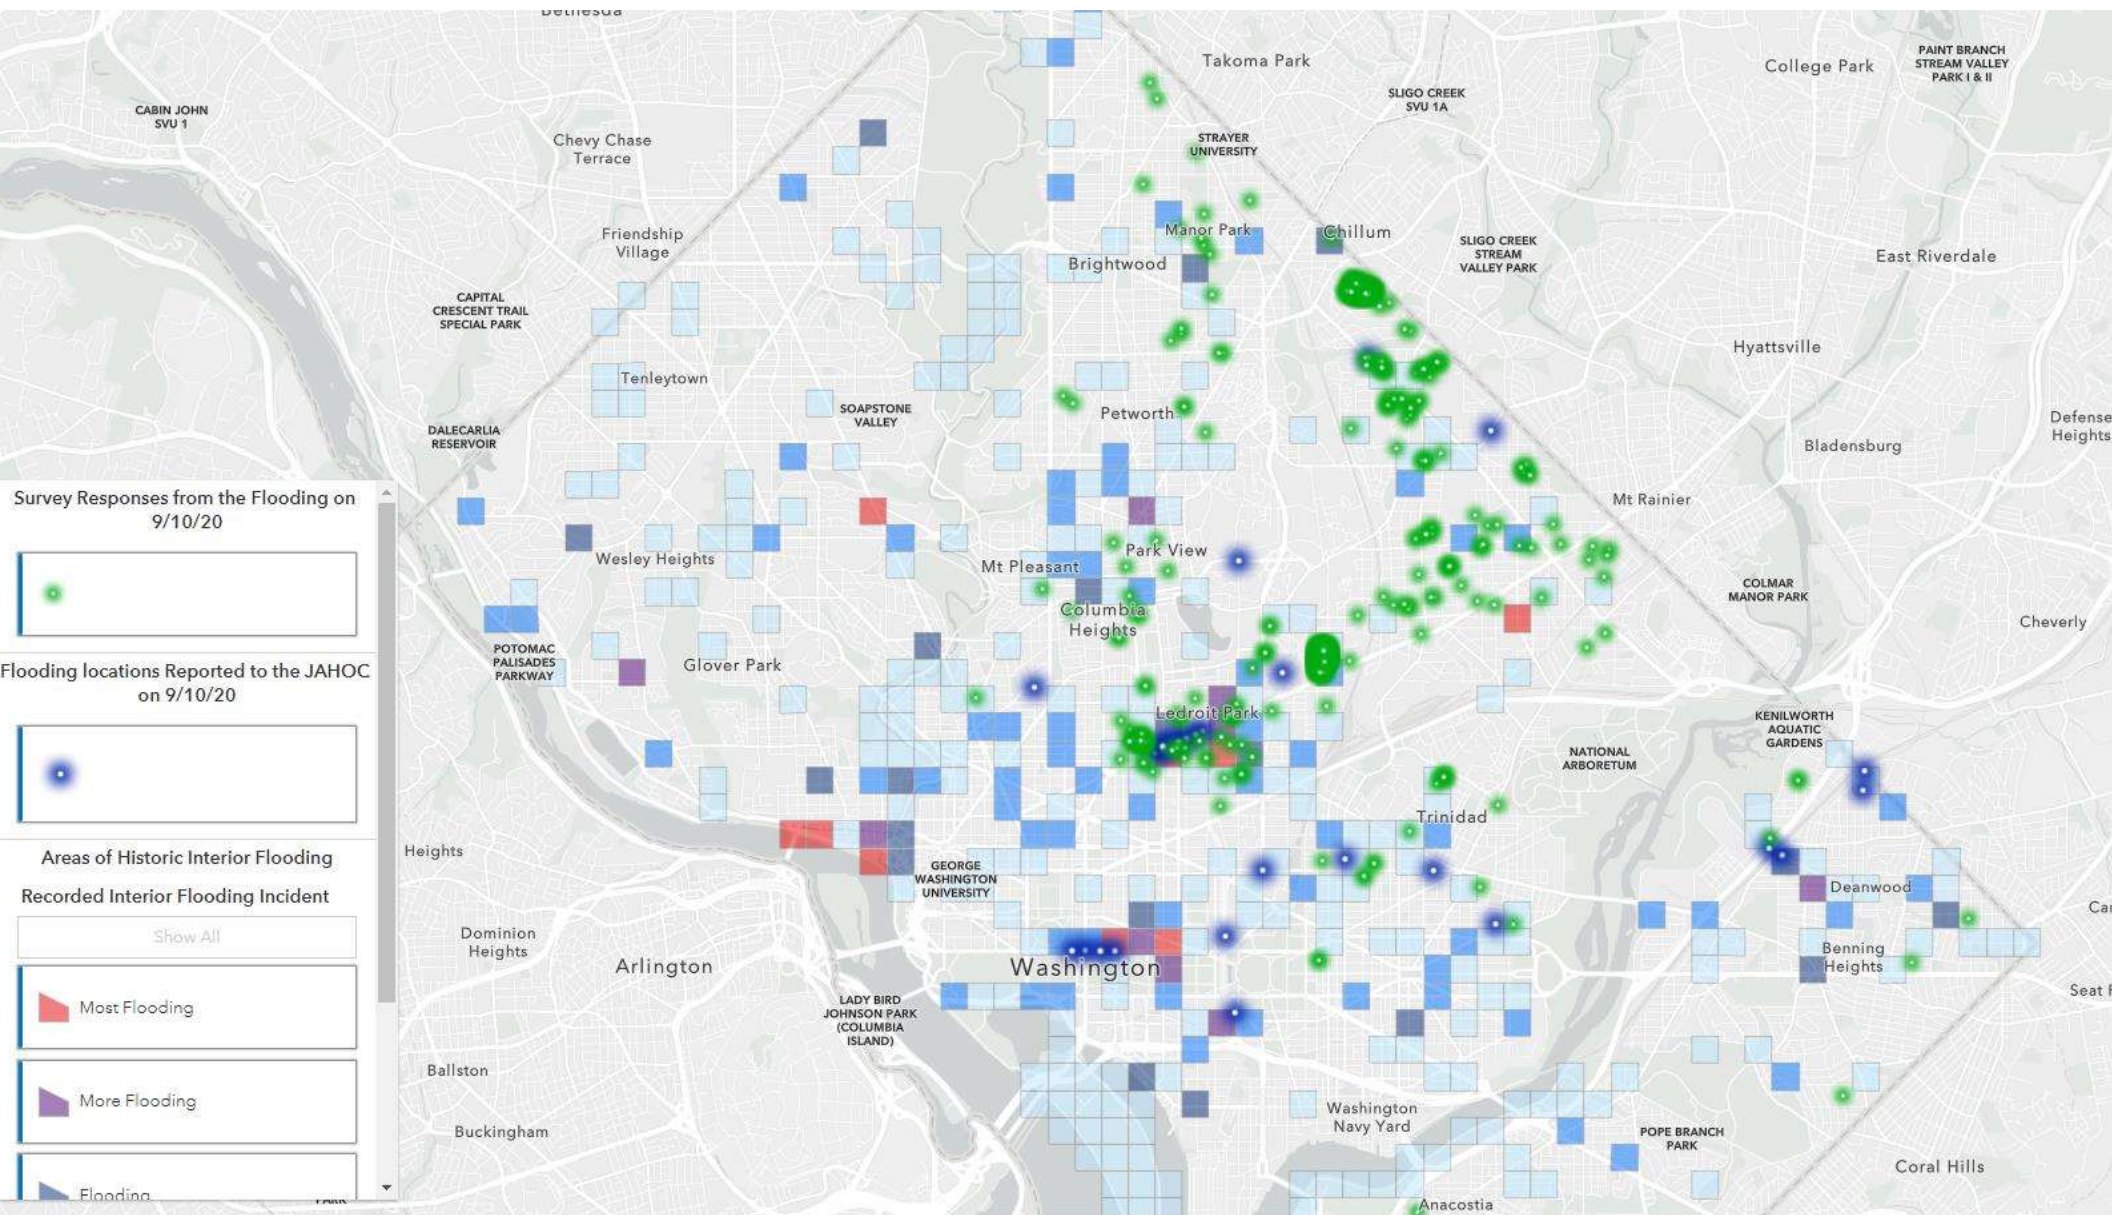 Bethesda
Takoma Park
College Park
PAINT BRANCH
STREAM VALLEY
PARK I & II
SLIGO CREEK
SVU 1A
CABIN JOHN
SVU 1
Chevy Chase
Terrace
STRAYER
UNIVERSITY
Friendship
Village
Manor Park
Chillum
SLIGO CREEK
STREAM
VALLEY PARK
East Riverdale
Brightwood
CAPITAL
CRESCENT TRAIL
SPECIAL PARK
Hyattsville
Tenleytown
SOAPSTONE
VALLEY
Petworth
DALECARLIA
RESERVOIR
Defense
Heights
Bladensburg
Mt Rainier
Survey Responses from the Flooding on
9/10/20
Flooding locations Reported to the JAHOC
on 9/10/20
Areas of Historic Interior Flooding
Recorded Interior Flooding Incident
Show All
Most Flooding
More Flooding
Flooding
Wesley Heights
Mt Pleasant
Park View
Columbia
Heights
COLMAR
MANOR PARK
Cheverly
POTOMAC
PALISADES
PARKWAY
Glover Park
Ledroit Park
KENILWORTH
AQUATIC
GARDENS
NATIONAL
ARBORETUM
Trinidad
Heights
GEORGE
WASHINGTON
UNIVERSITY
Deanwood
Dominion
Heights
Arlington
Washington
Benning
Heights
LADY BIRD
JOHNSON PARK
(COLUMBIA
ISLAND)
Ballston
Buckingham
Washington
Navy Yard
POPE BRANCH
PARK
Coral Hills
Anacostia